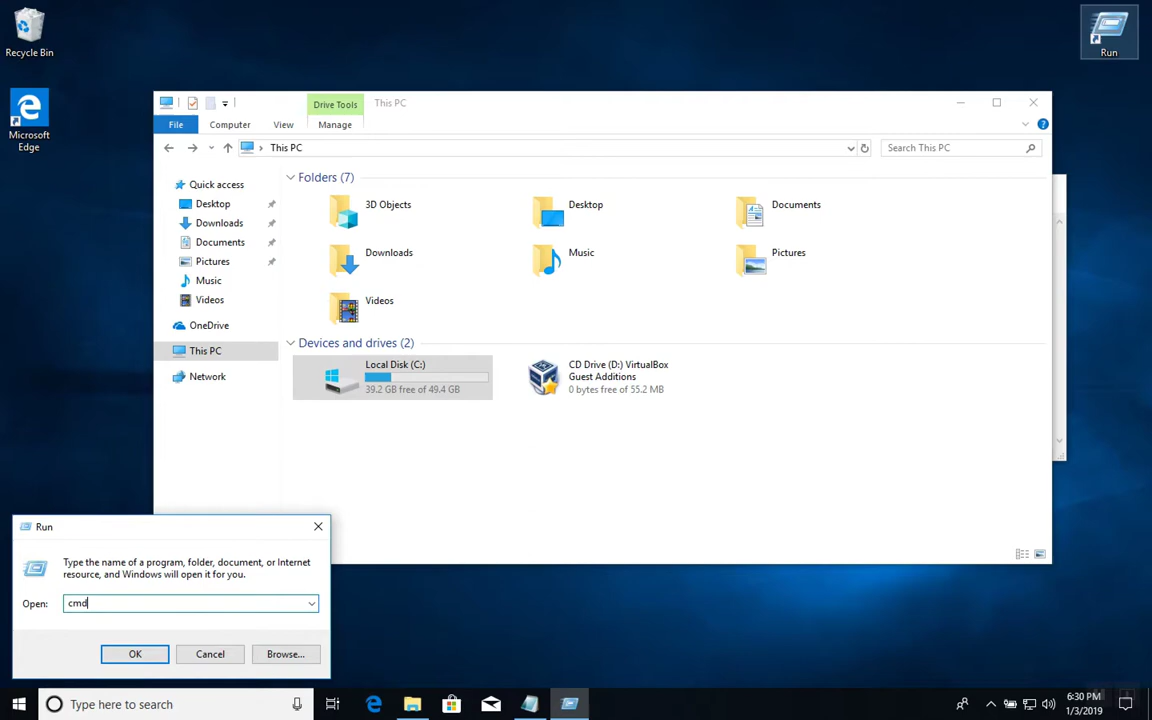 Recycle Bin
Run
Microsoft
Edge
Drive Tools
This PC
File
Computer
View
Manage
This PC
Search This PC
Quick access
Desktop
Downloads
Documents
Pictures
Music
Videos
OneDrive
This PC
Network
Folders (7)
3D Objects
Desktop
Documents
Downloads
Music
Pictures
Videos
Devices and drives (2)
Local Disk (C:)
39.2 GB free of 49.4 GB
CD Drive (D:) VirtualBox
Guest Additions
0 bytes free of 55.2 MB
Run
Type the name of a program, folder, document, or Internet
resource, and Windows will open it for you.
Open:
cmd
OK
Cancel
Browse...
Type here to search
6:30 PM
1/3/2019